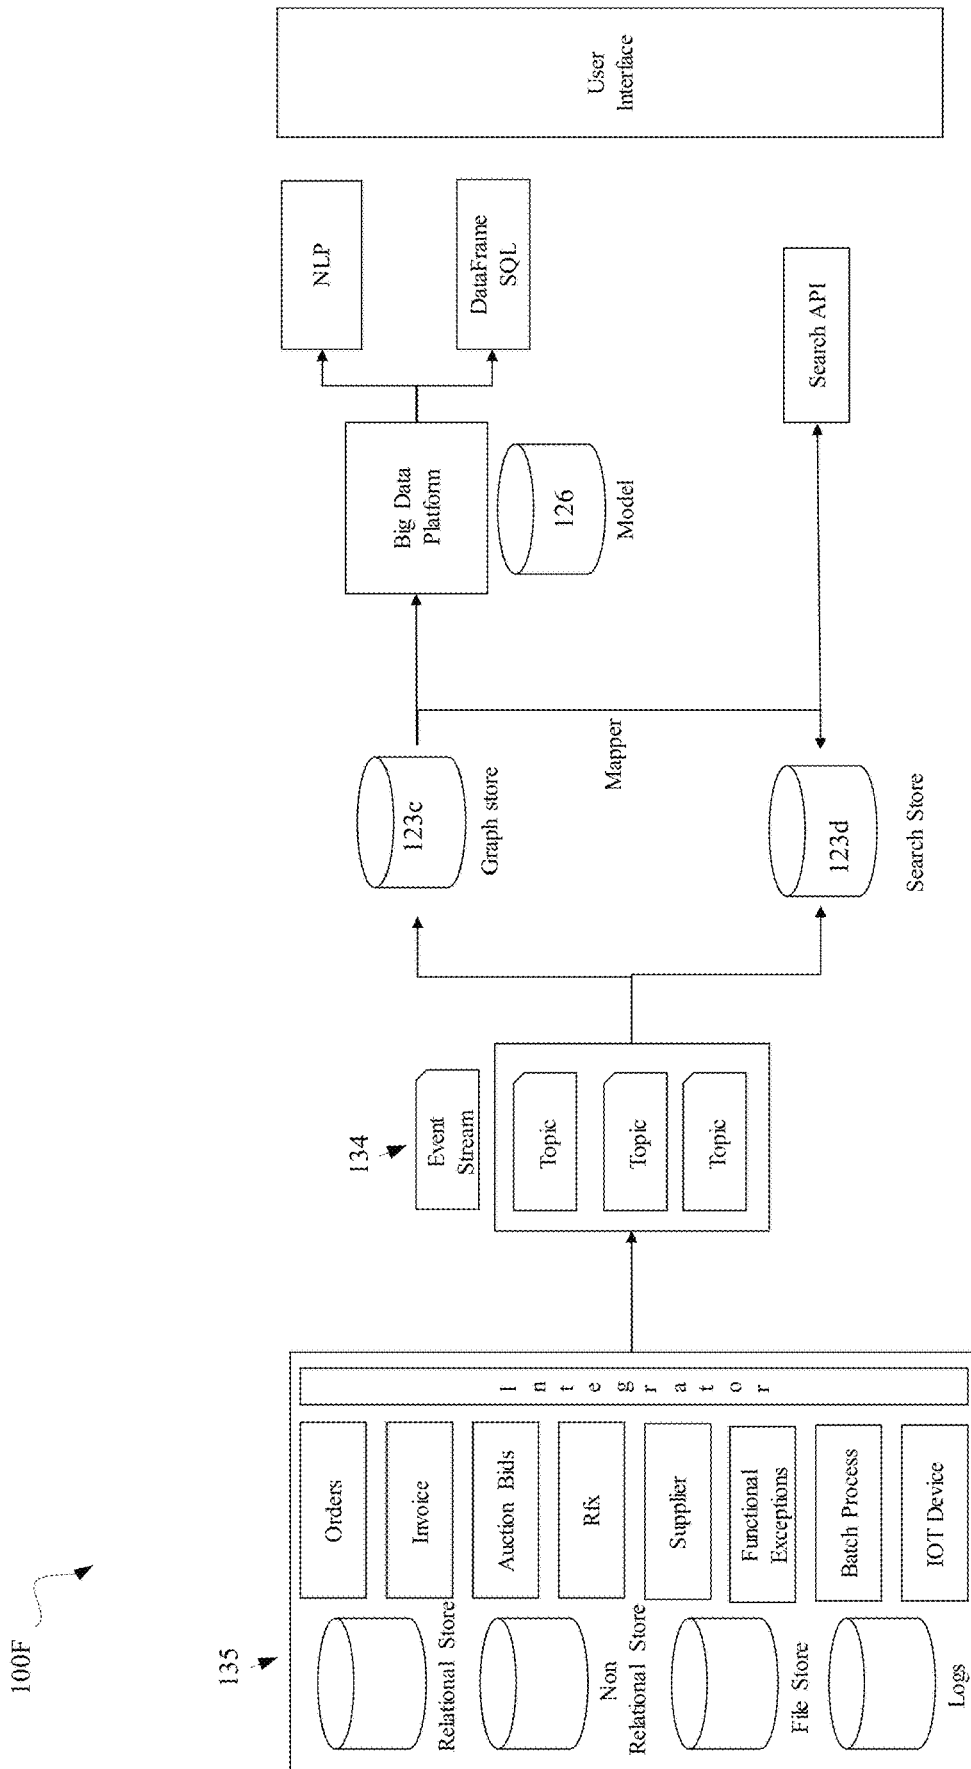 100F
135
Relational Store
Non
Relational Store
File Store
Logs
Orders
Invoice
Auction Bids
Rfx
Supplier
Functional
Exceptions
Batch Process
IOT Device
Integrator
134
Event
Stream
Topic
Topic
Topic
123c
Graph store
123d
Search Store
Mapper
Big Data
Platform
126
Model
NLP
DataFrame
SQL
Search API
User
Interface